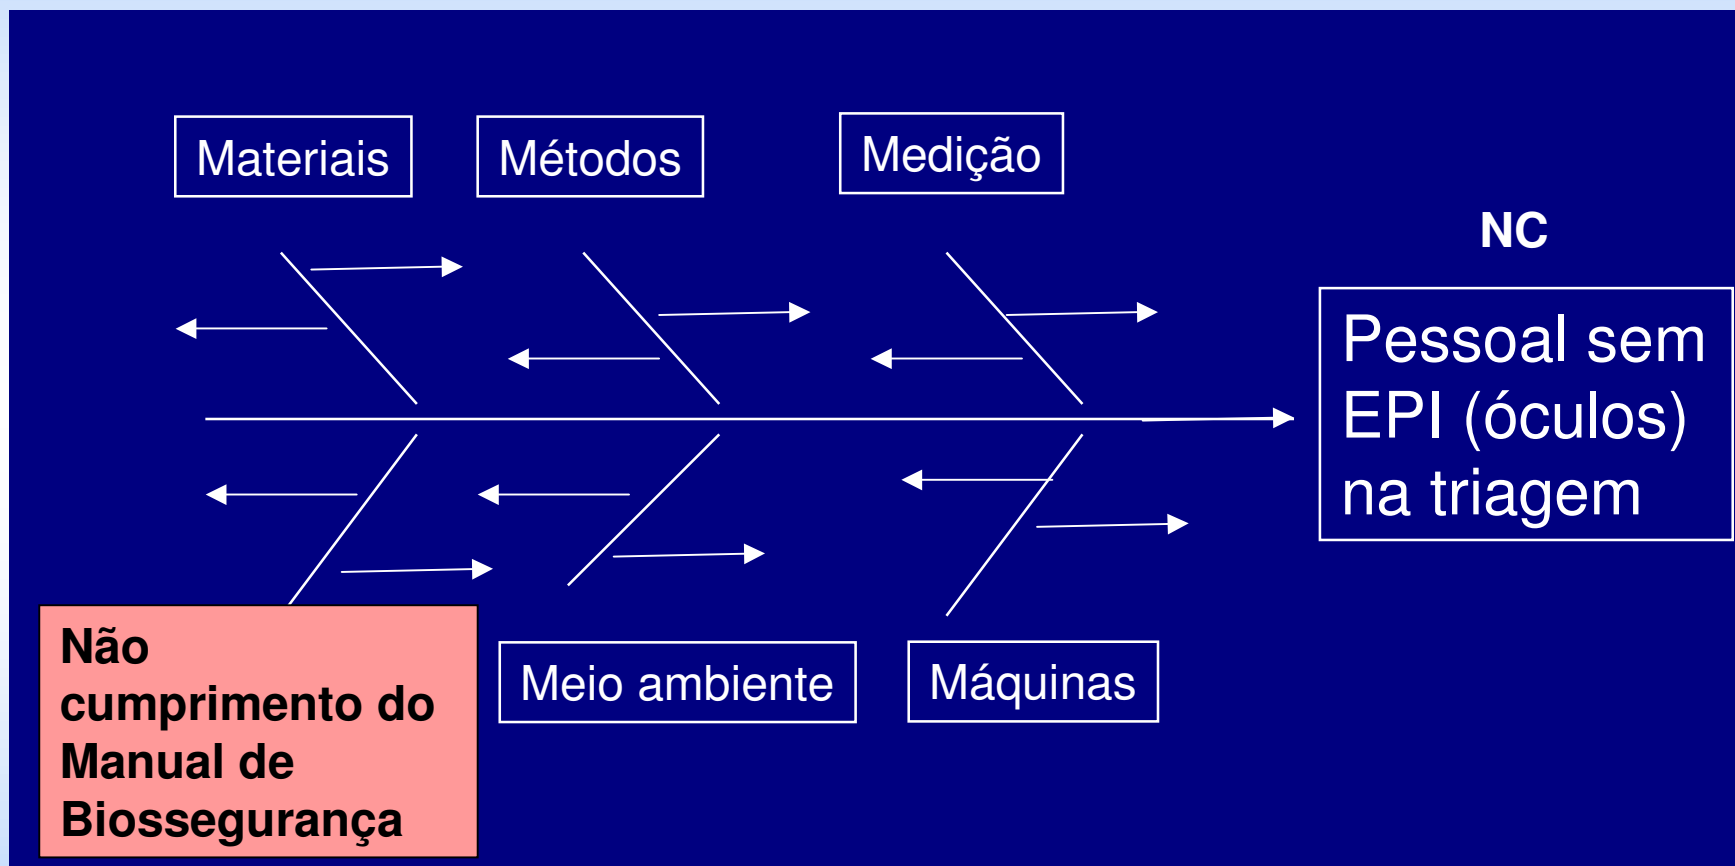 Materiais
Métodos
Medição
NC
Pessoal sem
EPI (óculos)
na triagem
Não
cumprimento do
Manual de
Biossegurança
Meio ambiente
Máquinas